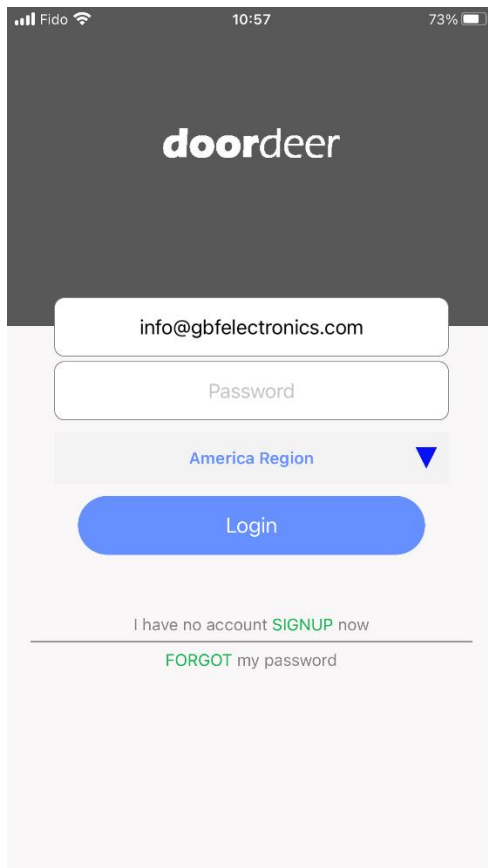 Fido 10:57 73%
doordeer
info@gbfelectronics.com
Password
America Region
Login
I have no account SIGNUP now
FORGOT my password